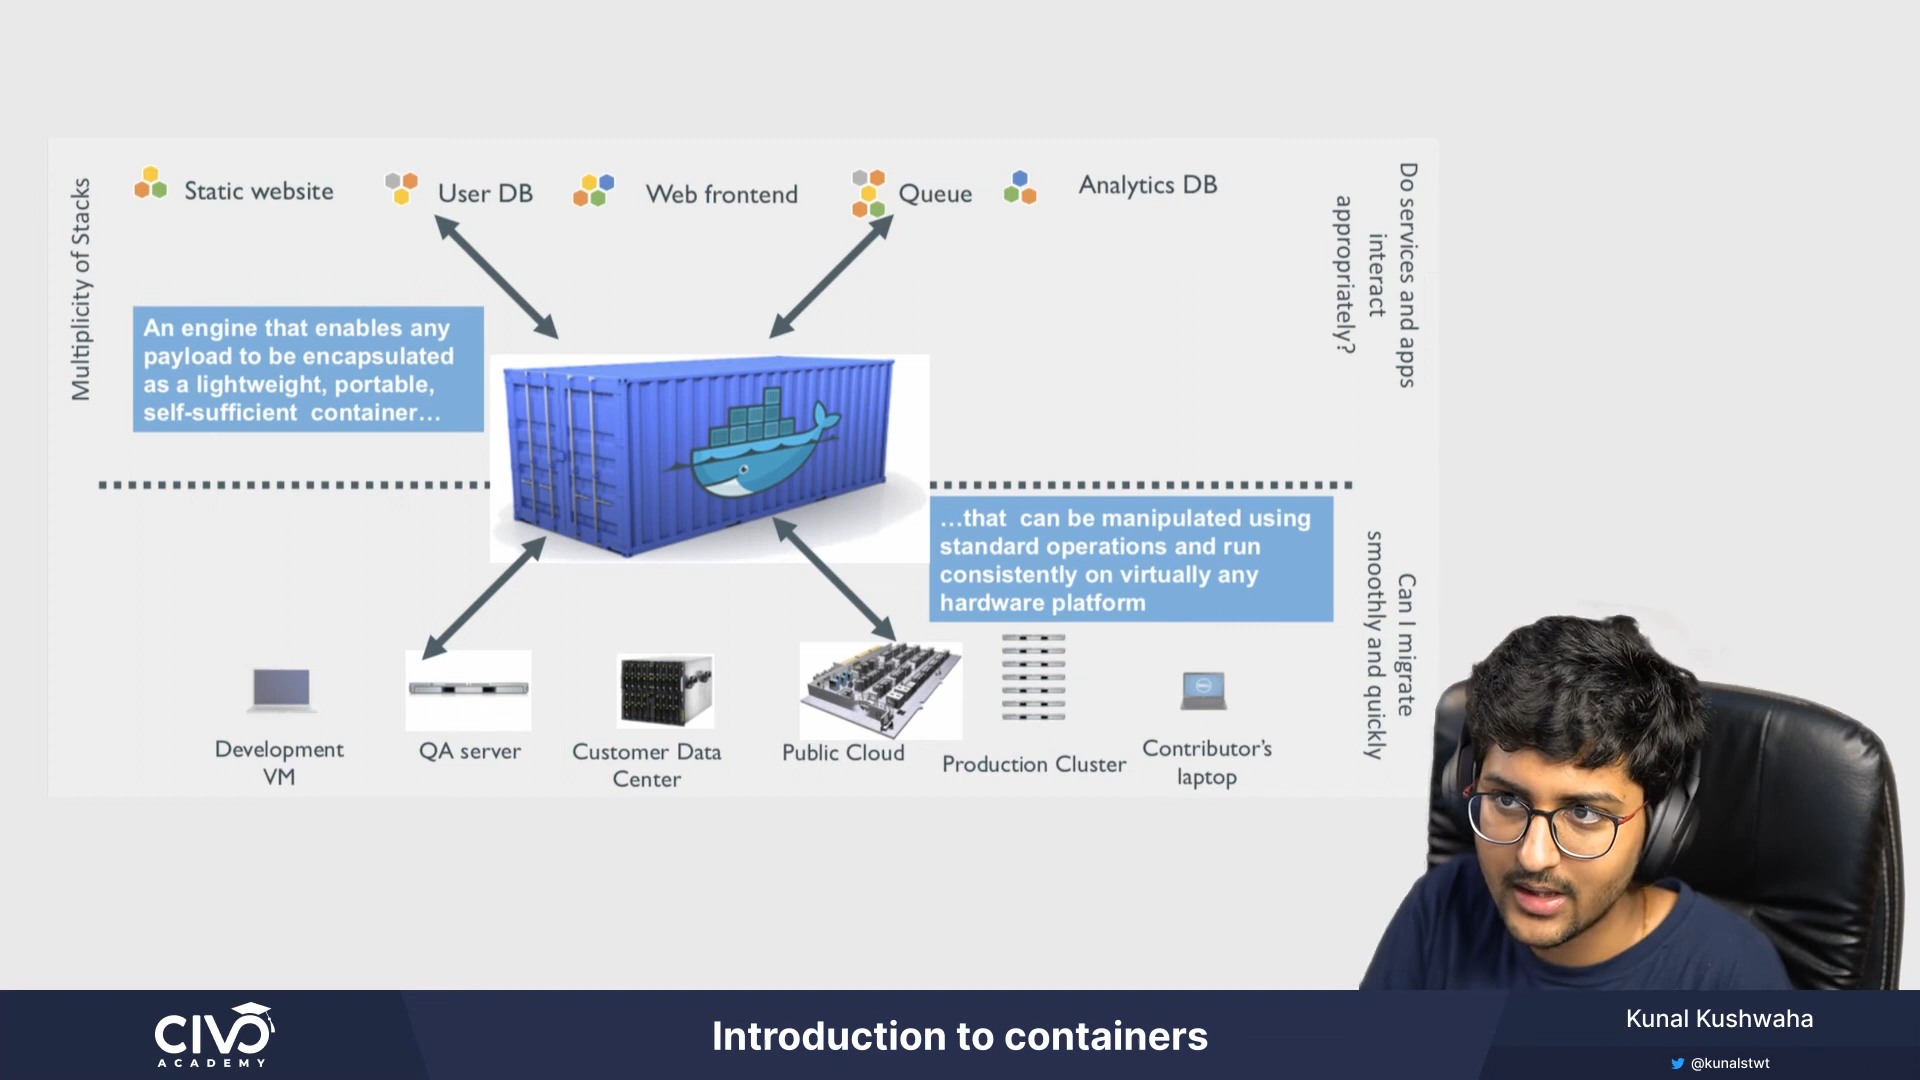 Multiplicity of Stacks
Static website
User DB
Web frontend
Queue
Analytics DB
Do services and apps
interact
appropriately?
An engine that enables any
payload to be encapsulated
as a lightweight, portable,
self-sufficient container…
…that can be manipulated using
standard operations and run
consistently on virtually any
hardware platform
Can I migrate
smoothly and quickly
Development
VM
QA server
Customer Data
Center
Public Cloud
Production Cluster
Contributor’s
laptop
CIVO
ACADEMY
Introduction to containers
Kunal Kushwaha
@kunalstwt